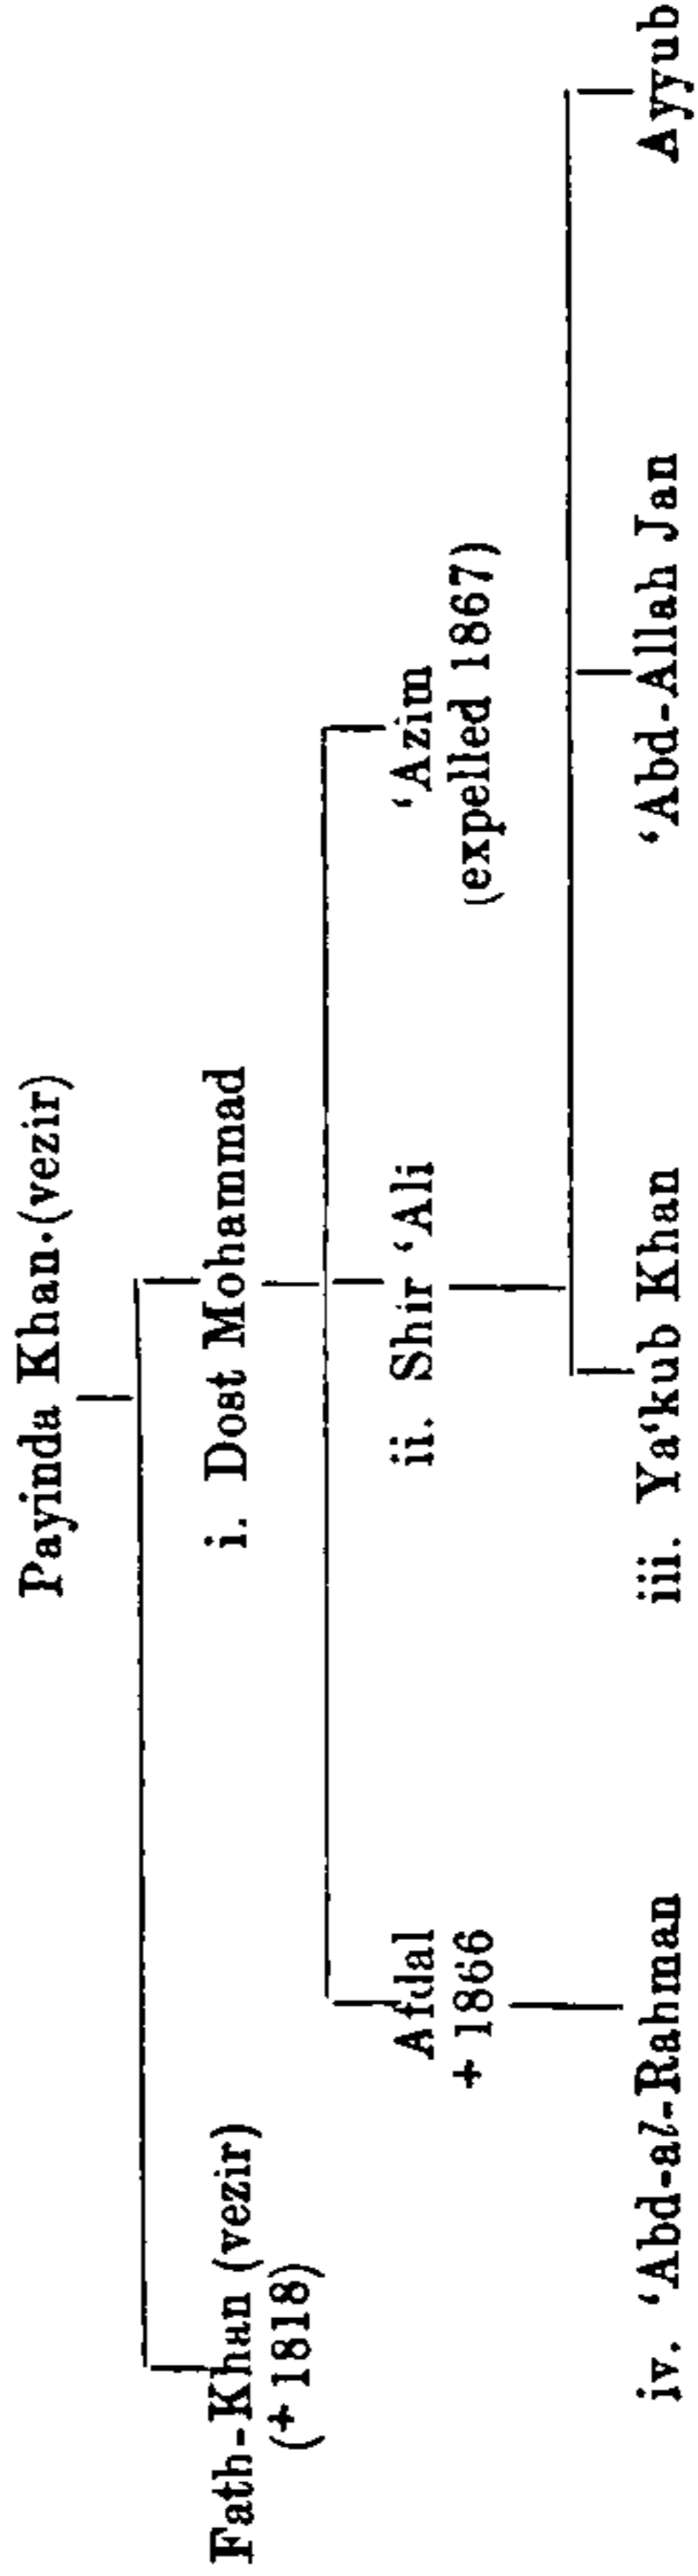 Payinda Khan.(vezir)
Fath-Khan (vezir)
(+ 1818)
i. Dost Mohammad
Afdal
+ 1866
ii. Shir ‘Ali
‘Azim
(expelled 1867)
iv. ‘Abd-al-Rahman
iii. Ya‘kub Khan
‘Abd-Allah Jan
Ayyub